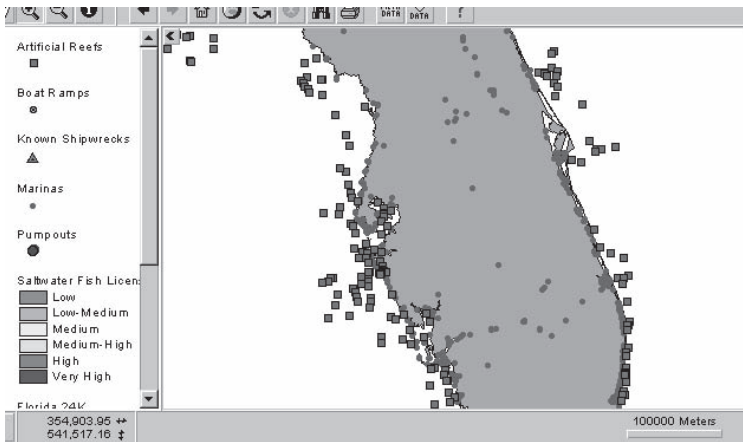 DATA DATA
?
Artificial Reefs
Boat Ramps
Known Shipwrecks
Marinas
Pumpouts
Saltwater Fish Licen
Low
Low-Medium
Medium
Medium-High
High
Very High
Florida 24K
354,903.95
541,517.16
100000 Meters